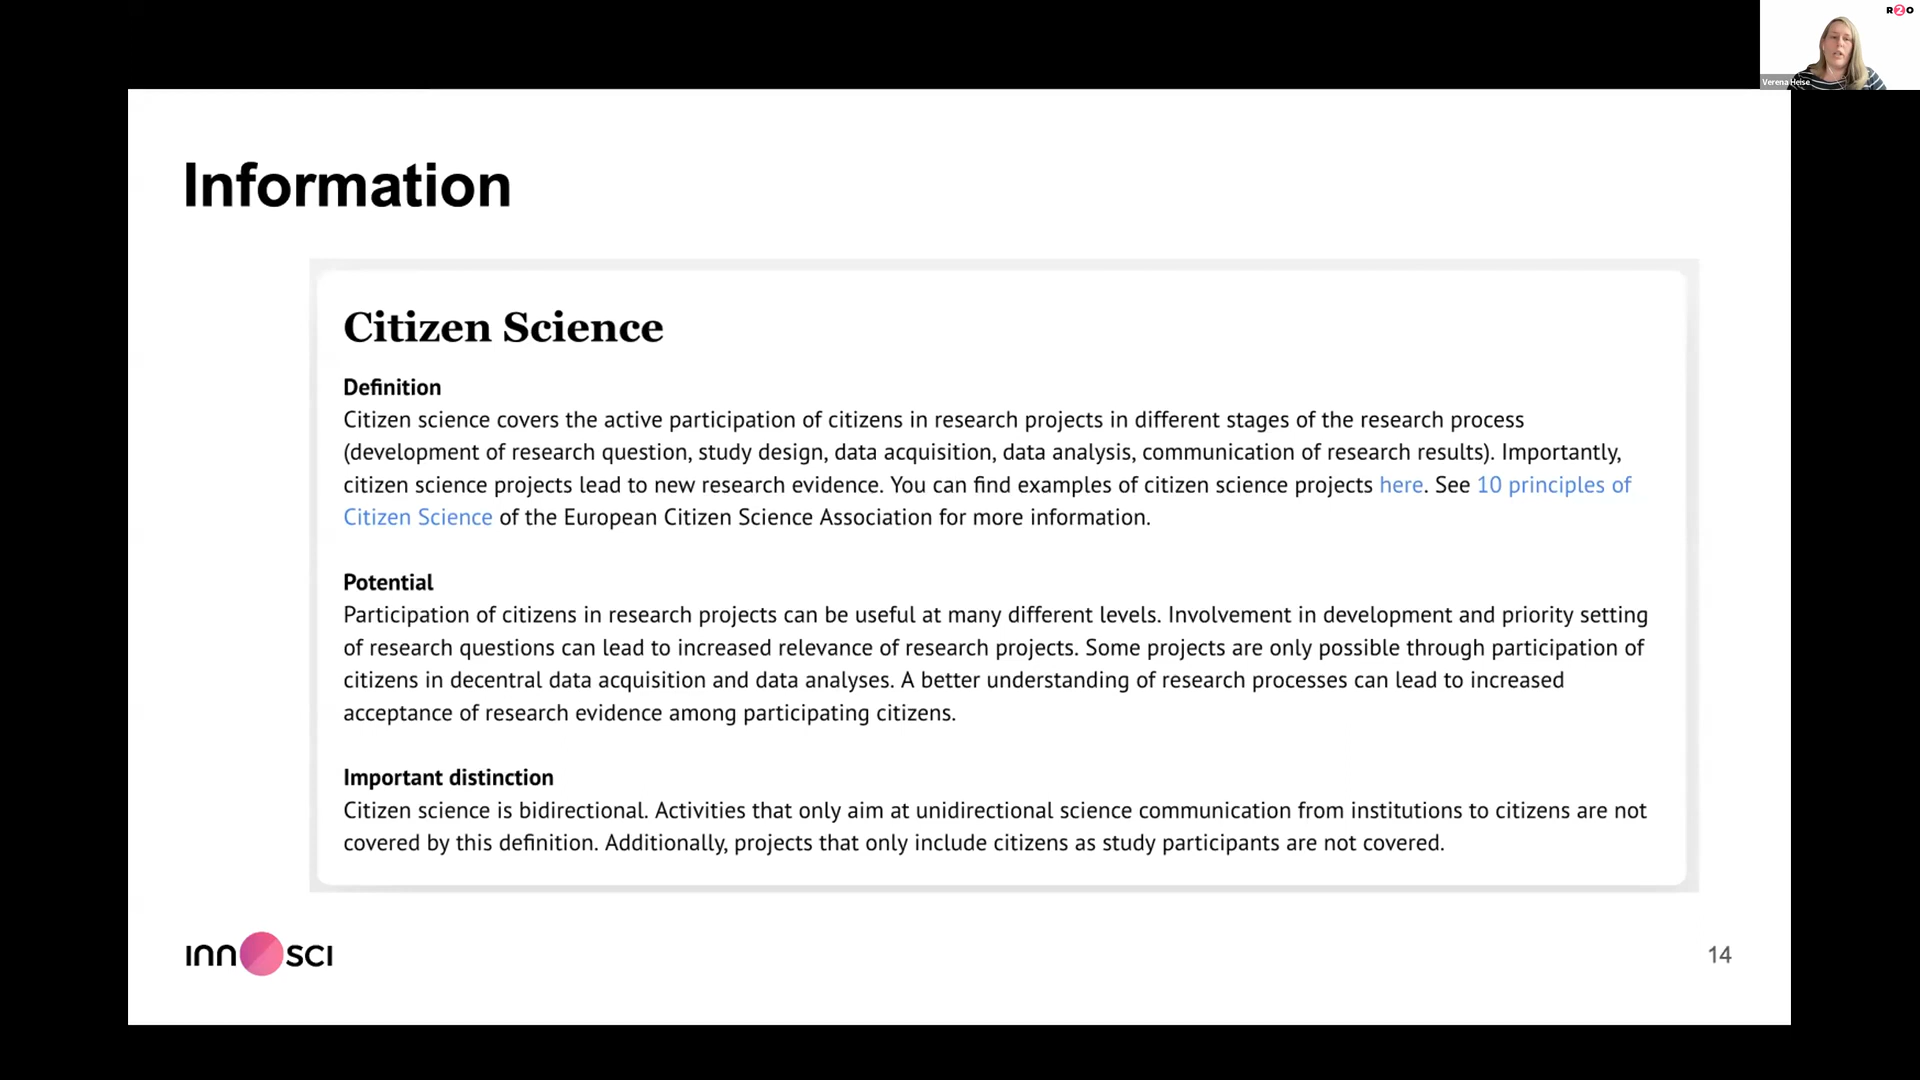 R2O
Verena Heise
Information
Citizen Science
Definition
Citizen science covers the active participation of citizens in research projects in different stages of the research process
(development of research question, study design, data acquisition, data analysis, communication of research results). Importantly,
citizen science projects lead to new research evidence. You can find examples of citizen science projects here. See 10 principles of
Citizen Science of the European Citizen Science Association for more information.
Potential
Participation of citizens in research projects can be useful at many different levels. Involvement in development and priority setting
of research questions can lead to increased relevance of research projects. Some projects are only possible through participation of
citizens in decentral data acquisition and data analyses. A better understanding of research processes can lead to increased
acceptance of research evidence among participating citizens.
Important distinction
Citizen science is bidirectional. Activities that only aim at unidirectional science communication from institutions to citizens are not
covered by this definition. Additionally, projects that only include citizens as study participants are not covered.
INNOSCI
14